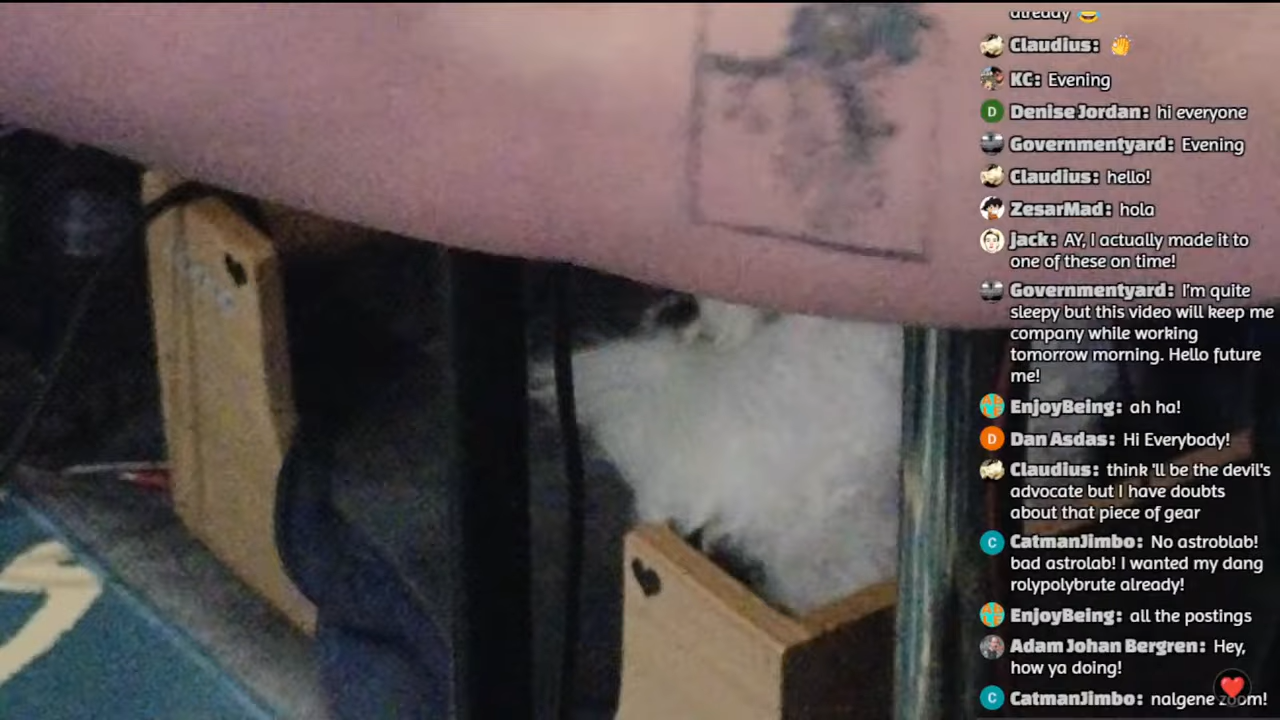 already 😂
Claudius: 👏
KC: Evening
Denise Jordan: hi everyone
Governmentyard: Evening
Claudius: hello!
ZesarMad: hola
jack: AY, I actually made it to
one of these on time!
Governmentyard: I'm quite
sleepy but this video will keep me
company while working
tomorrow morning. Hello future
me!
EnjoyBeing: ah ha!
Dan Asdas: Hi Everybody!
Claudius: think 'll be the devil's
advocate but I have doubts
about that piece of gear
CatmanJimbo: No astroblab!
bad astrolab! I wanted my dang
rolypolybrute already!
EnjoyBeing: all the postings
Adam Johan Bergren: Hey,
how ya doing!
CatmanJimbo: nalgene zoom!